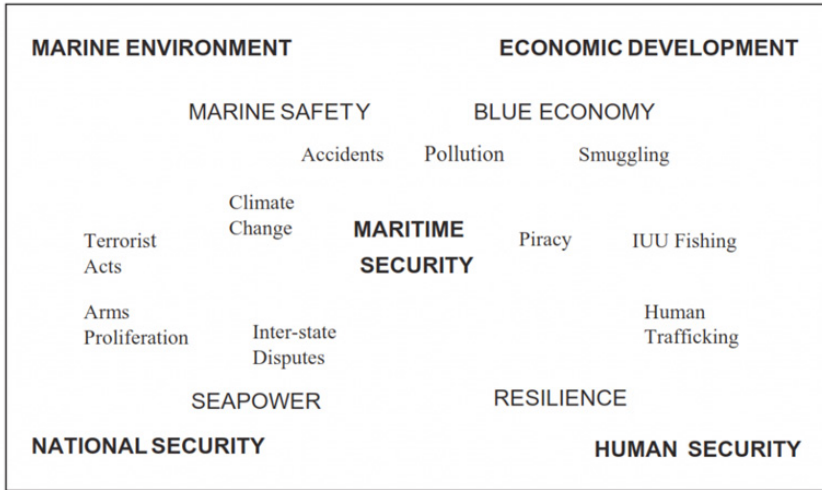 MARINE ENVIRONMENT
ECONOMIC DEVELOPMENT
MARINE SAFETY
BLUE ECONOMY
Accidents
Pollution
Smuggling
Climate
Change
MARITIME
SECURITY
Terrorist
Acts
Piracy
IUU Fishing
Arms
Proliferation
Inter-state
Disputes
Human
Trafficking
SEAPOWER
RESILIENCE
NATIONAL SECURITY
HUMAN SECURITY